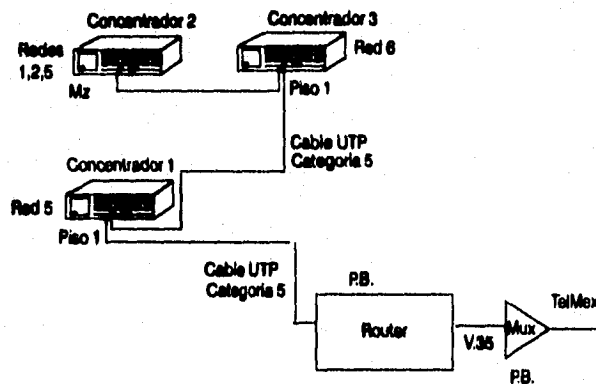 Concentrador 2
Concentrador 3
Redes
1,2,5
Red 6
Mz
Piso 1
Cable UTP
Categoria 5
Concentrador 1
Red 5
Piso 1
Cable UTP
Categoria 5
P.B.
Router
V.35
Mux
TelMex
P.B.